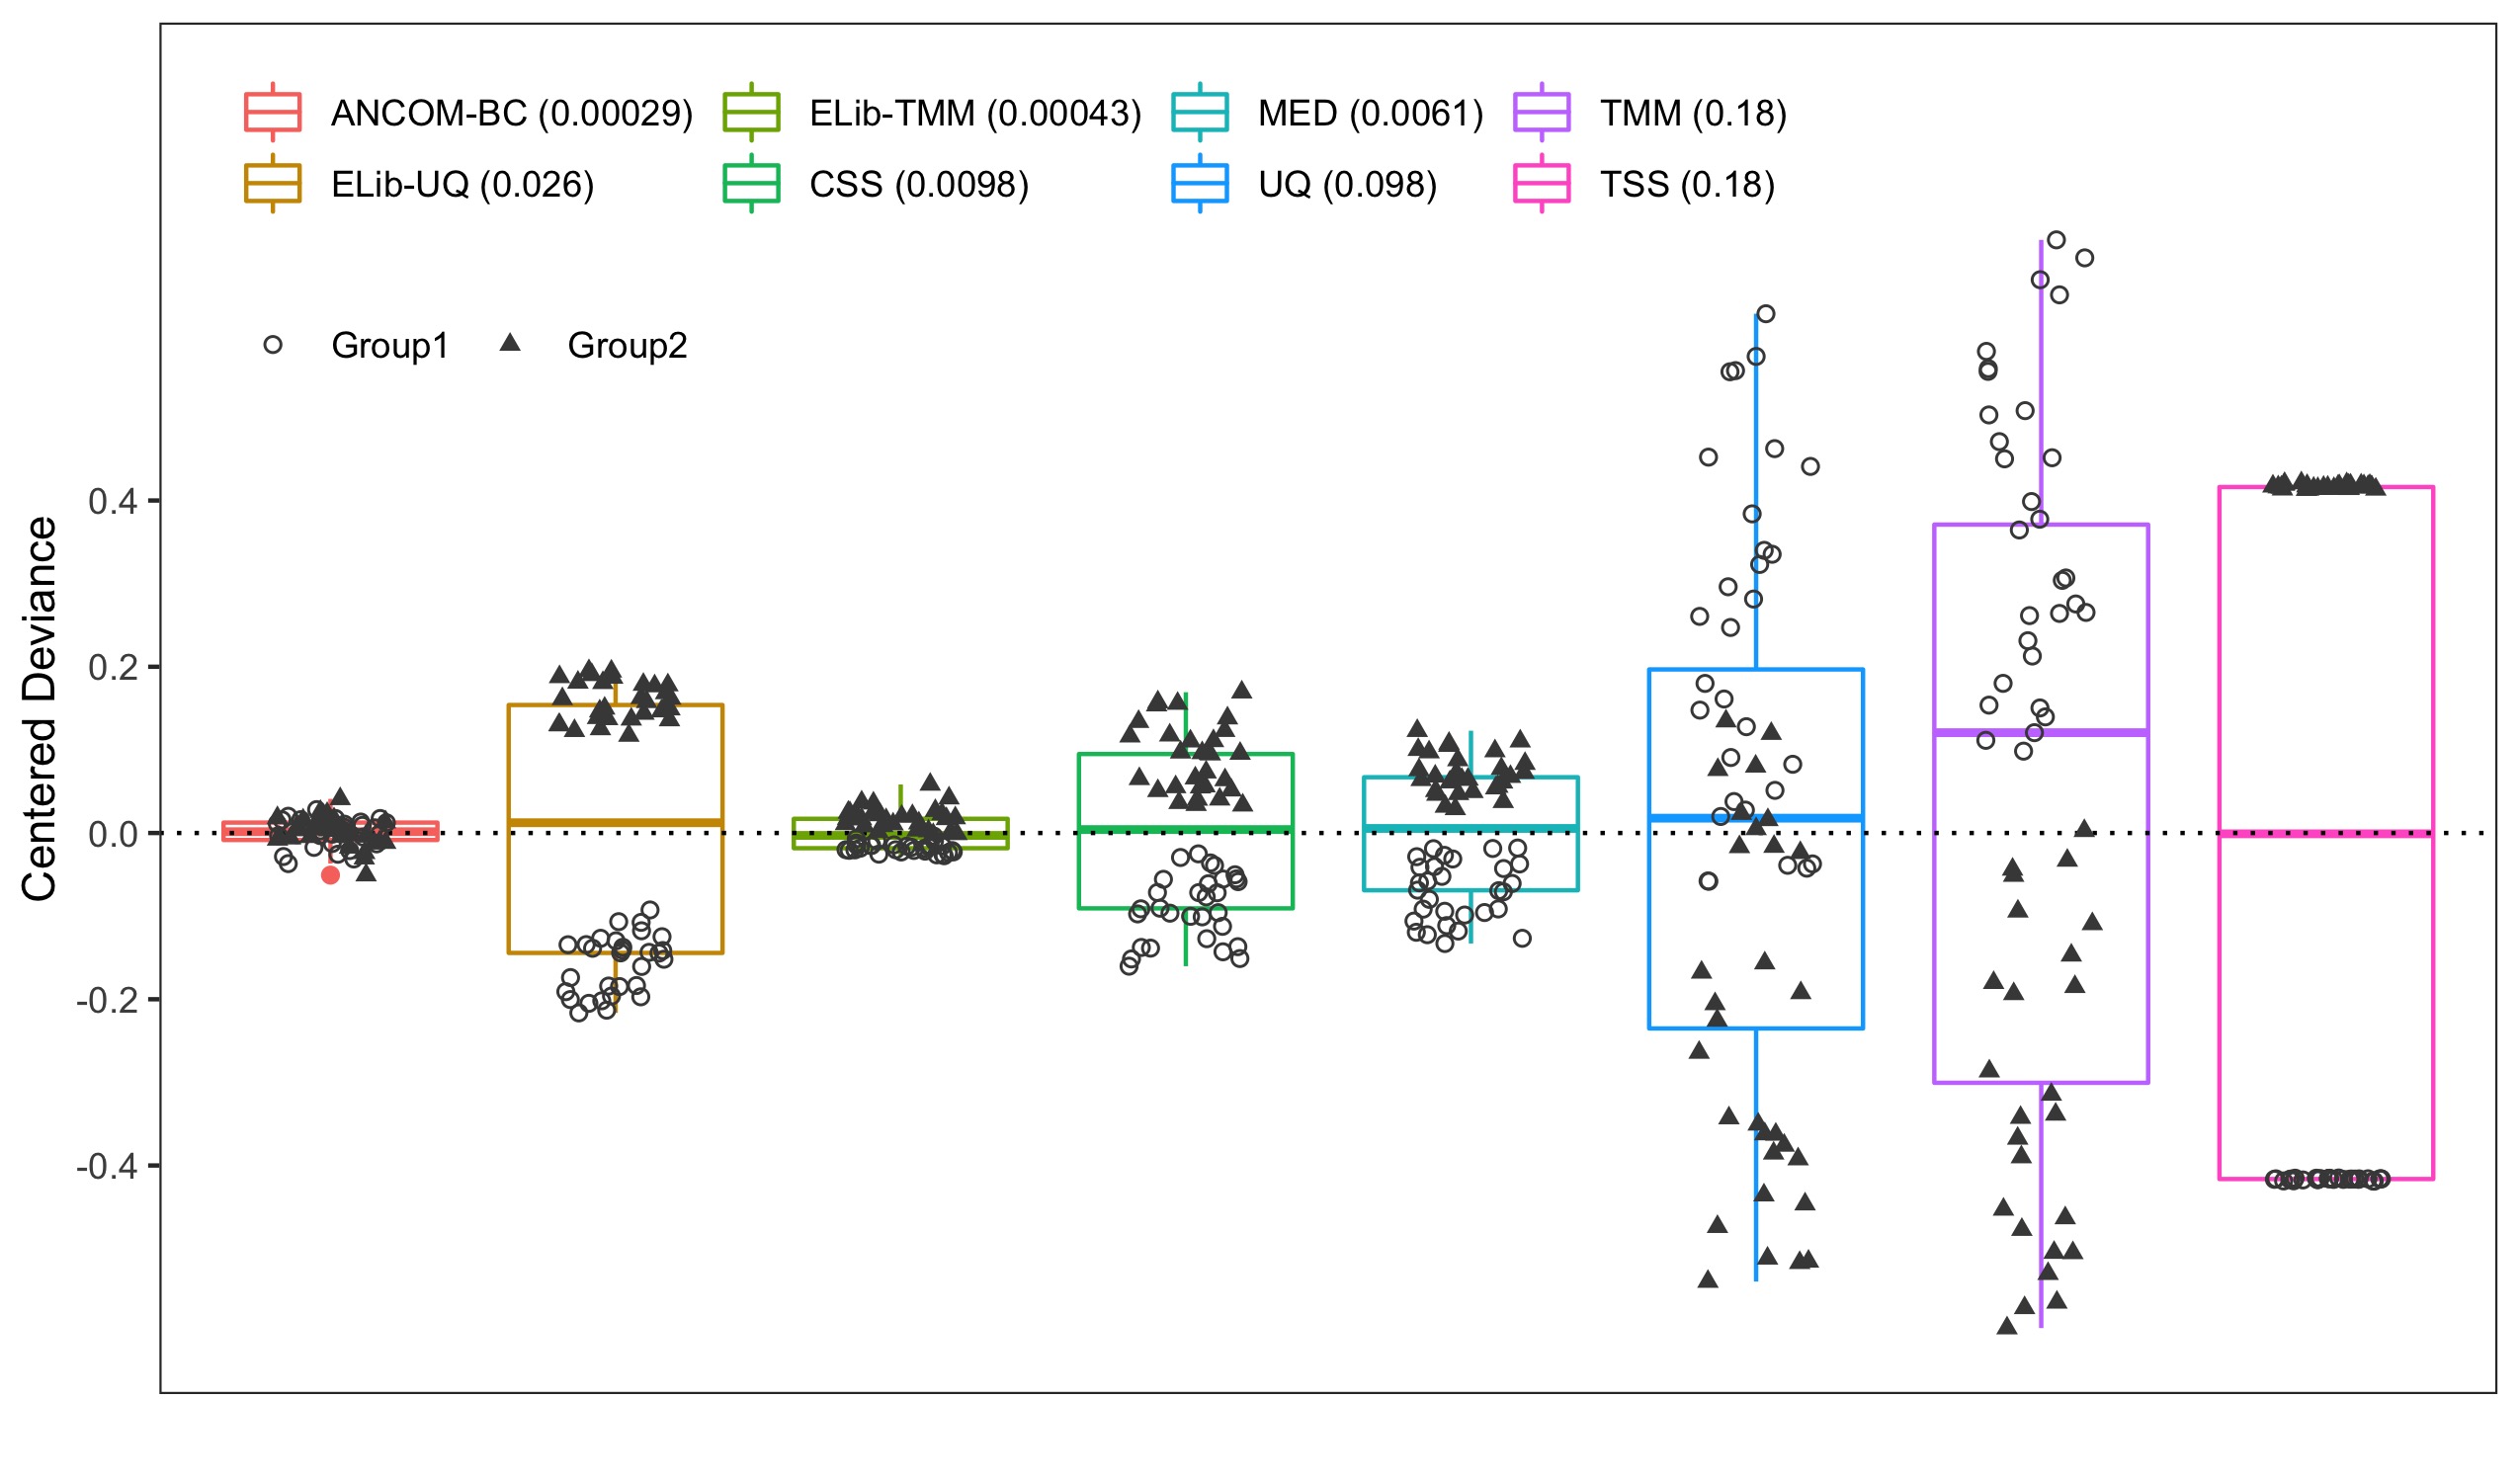 ANCOM-BC (0.00029) ELib-TMM (0.00043) MED (0.0061) TMM (0.18)
ELib-UQ (0.026) CSS (0.0098) UQ (0.098) TSS (0.18)
Group1 Group2
Centered Deviance
0.4
0.2
0.0
-0.2
-0.4